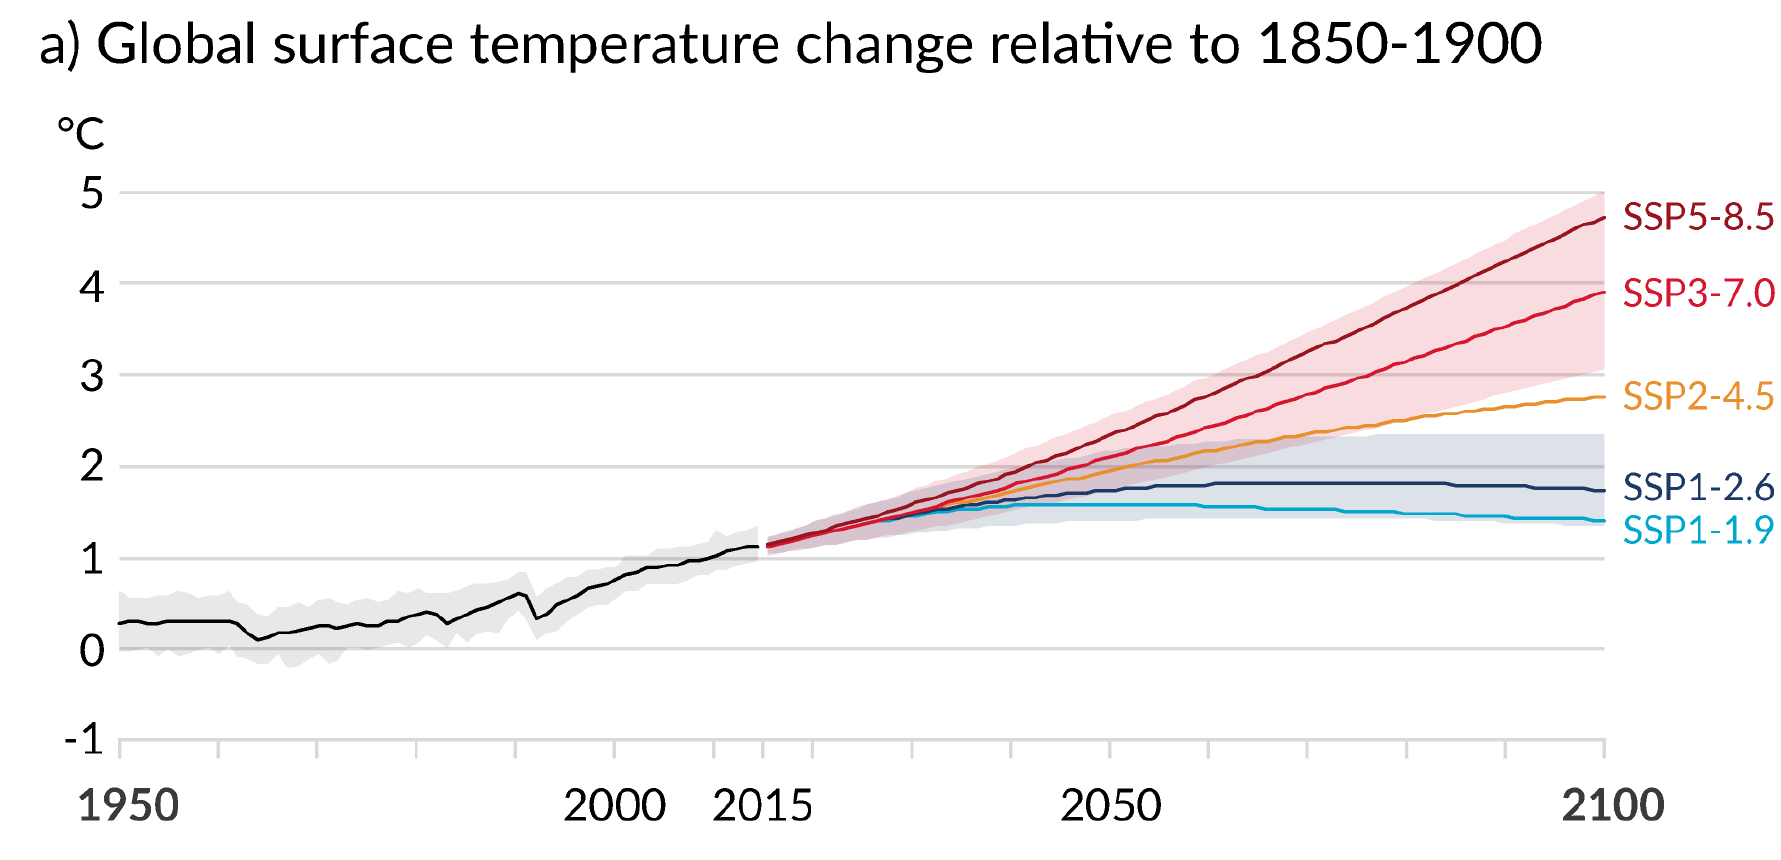 a) Global surface temperature change relative to 1850-1900
°C
5
4
3
2
1
0
-1
SSP5-8.5
SSP3-7.0
SSP2-4.5
SSP1-2.6
SSP1-1.9
1950 2000 2015 2050 2100